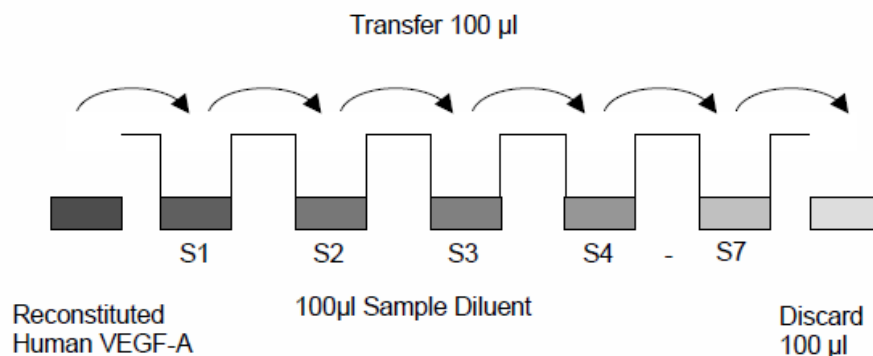 Transfer 100 µl
S1 S2 S3 S4 - S7
100µl Sample Diluent
Reconstituted
Human VEGF-A
Discard
100 µl